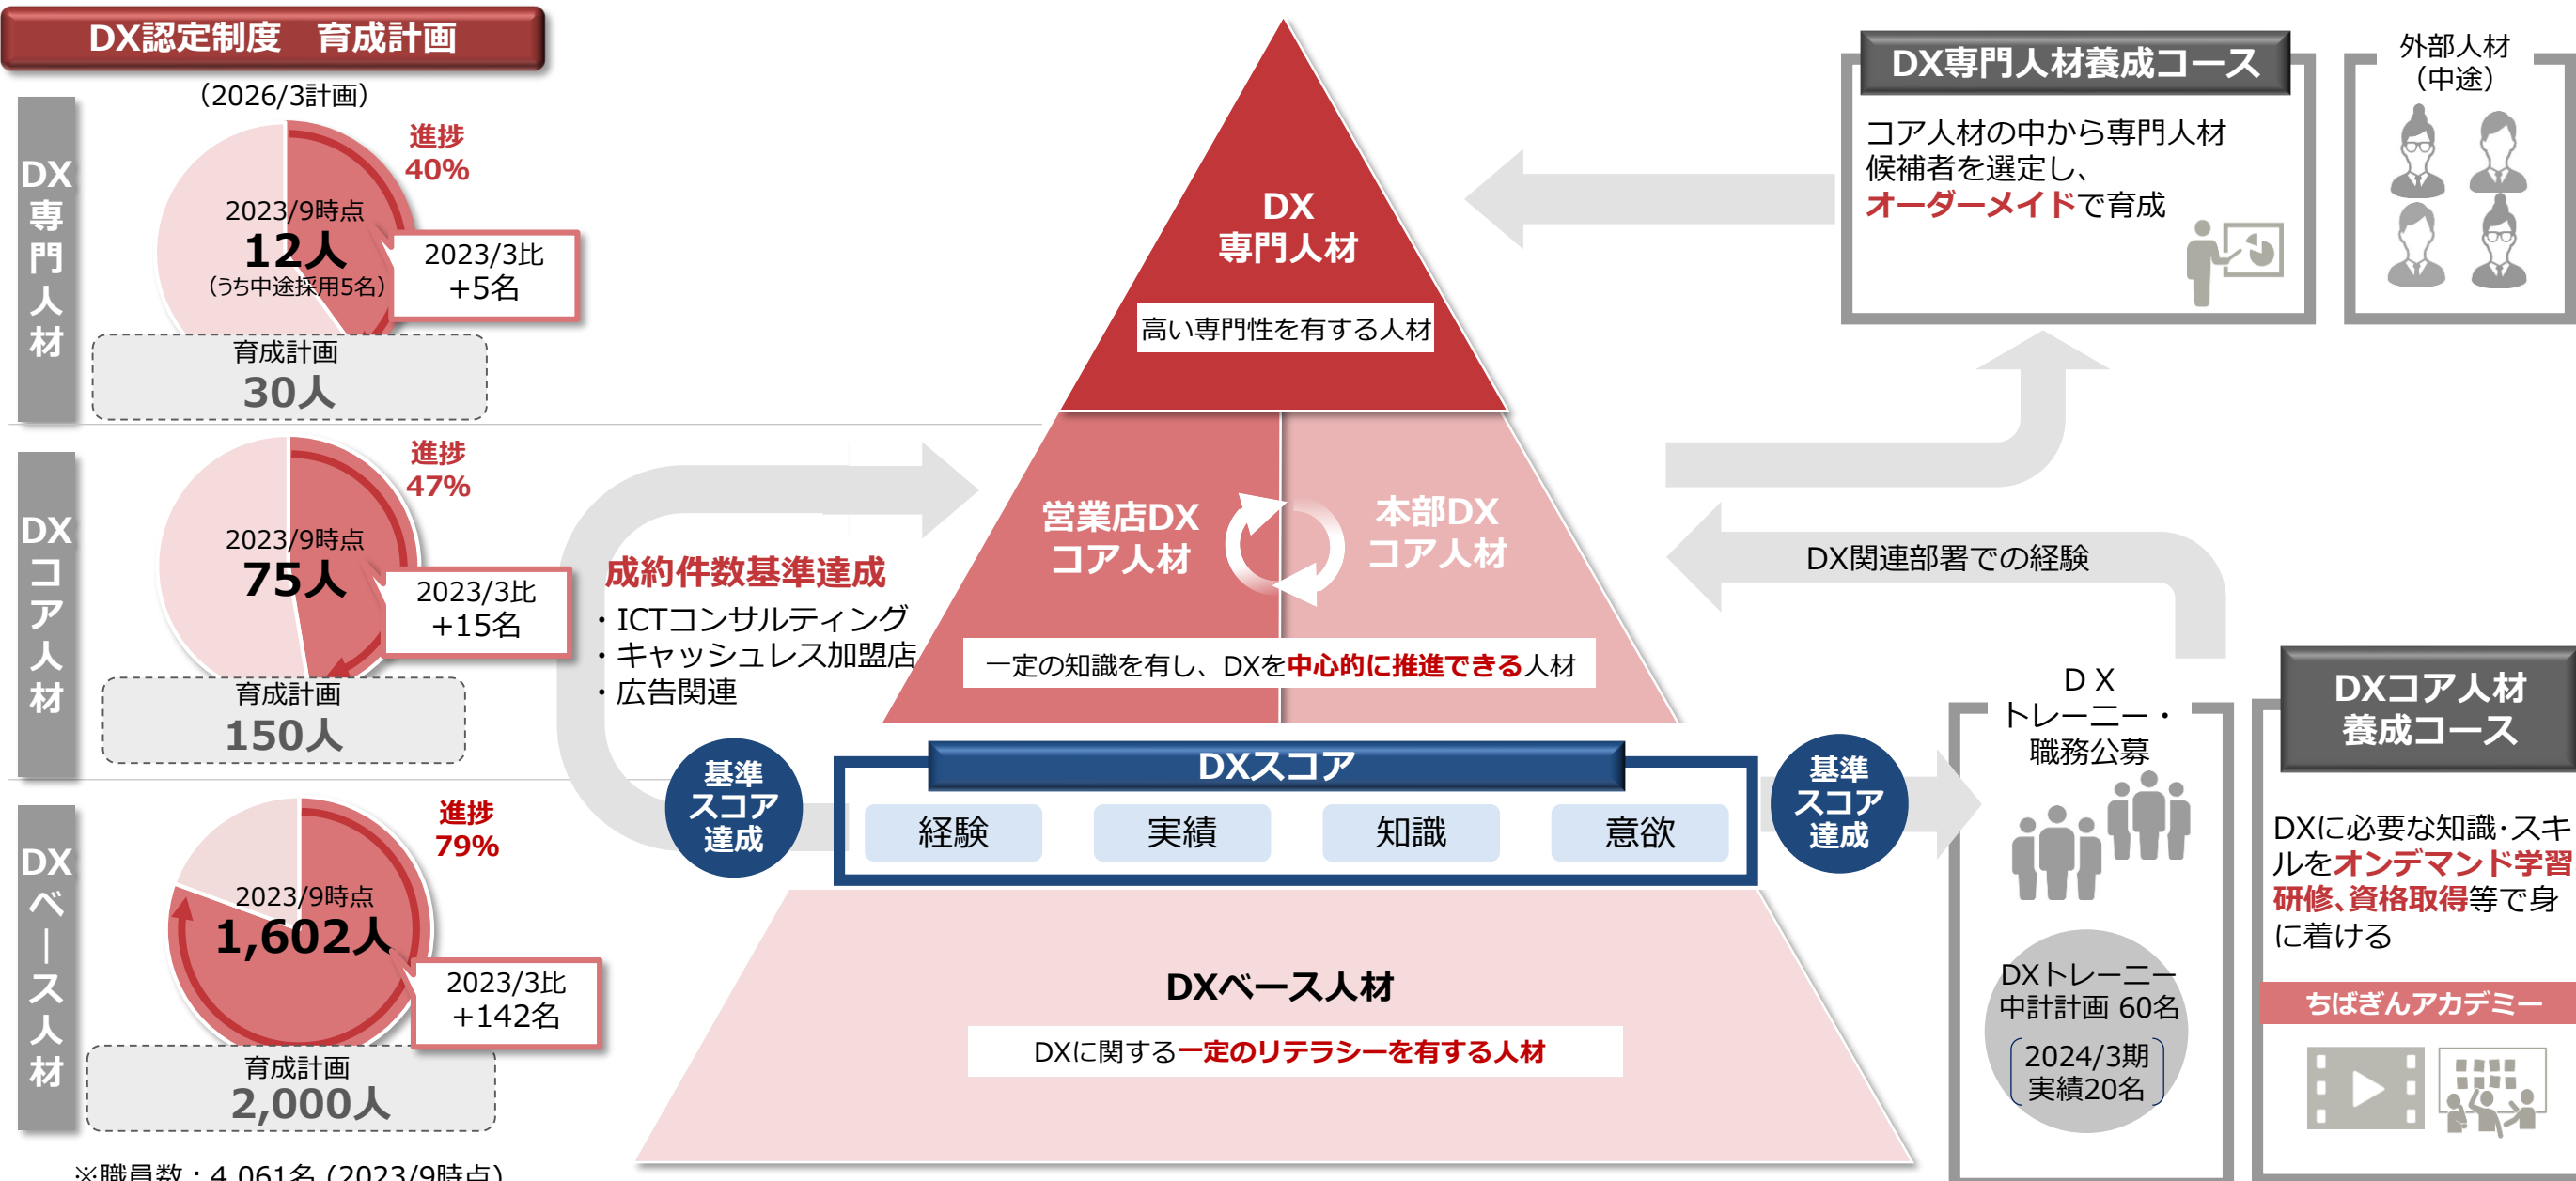 DX認定制度　育成計画
（2026/3計画）
DX専門人材
進捗
40%
2023/9時点
12人
（うち中途採用5名）
2023/3比
+5名
育成計画
30人
DXコア人材
進捗
47%
2023/9時点
75人
2023/3比
+15名
育成計画
150人
DXベース人材
進捗
79%
2023/9時点
1,602人
2023/3比
+142名
育成計画
2,000人
※職員数：4,061名（2023/9時点）
DX
専門人材
高い専門性を有する人材
営業店DX
コア人材
本部DX
コア人材
一定の知識を有し、DXを中心的に推進できる人材
成約件数基準達成
・ICTコンサルティング
・キャッシュレス加盟店
・広告関連
基準
スコア
達成
DXスコア
経験
実績
知識
意欲
基準
スコア
達成
DXベース人材
DXに関する一定のリテラシーを有する人材
DX専門人材養成コース
コア人材の中から専門人材
候補者を選定し、
オーダーメイドで育成
外部人材
（中途）
DX関連部署での経験
ＤＸ
トレーニー・
職務公募
DXトレーニー
中計計画 60名
2024/3期
実績20名
DXコア人材
養成コース
DXに必要な知識･スキ
ルをオンデマンド学習
研修、資格取得等で身
に着ける
ちばぎんアカデミー